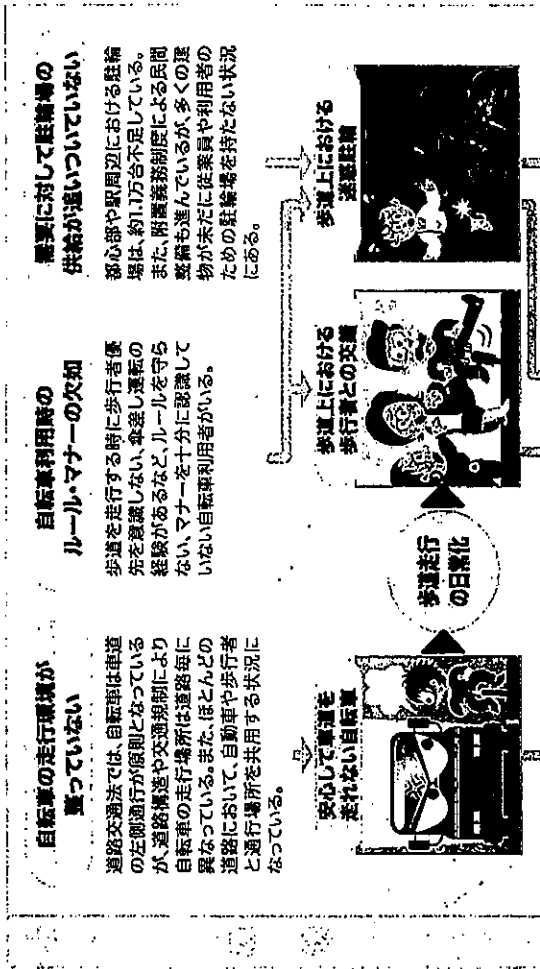 自転車の走行環境が
整っていない
道路交通法では、自転車は車道
の左側通行が原則となっている
が、道路構造や交通規制により
自転車の走行場所は道路毎に
異なっている。また、ほとんどの
道路において、自動車や歩行者
と通行場所を共用する状況に
なっている。
自転車利用時の
ルール・マナーの欠如
歩道を走行する時に歩行者優
先を意識しない、傘差し運転の
経験があるなど、ルールを守ら
ない、マナーを十分に認識して
いない自転車利用者がいる。
需要に対して駐輪場の
供給が追いついていない
都心部や駅周辺における駐輪
場は、約1.1万台不足している。
また、附置義務制度による民間
整備も進んでいるが、多くの建
物が未だに従業員や利用者の
ための駐輪場を持たない状況
にある。
安心して車道を
走れない自転車
歩道走行
の日常化
歩道上における
歩行者との交錯
歩道上における
迷惑駐輪